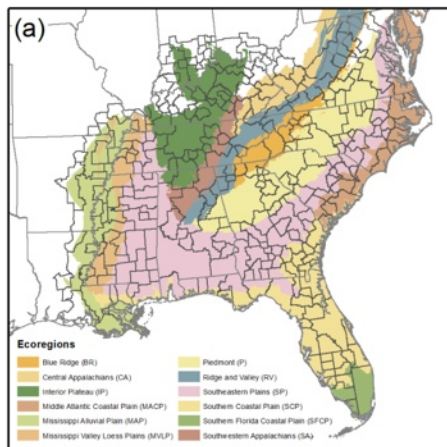 (a)
Ecoregions
Blue Ridge (BR)
Central Appalachians (CA)
Interior Plateau (IP)
Middle Atlantic Coastal Plain (MACP)
Mississippi Alluvial Plain (MAP)
Mississippi Valley Loess Plains (MVLP)
Piedmont (P)
Ridge and Valley (RV)
Southeastern Plains (SP)
Southern Coastal Plain (SCP)
Southern Florida Coastal Plain (SFCP)
Southwestern Appalachians (SA)